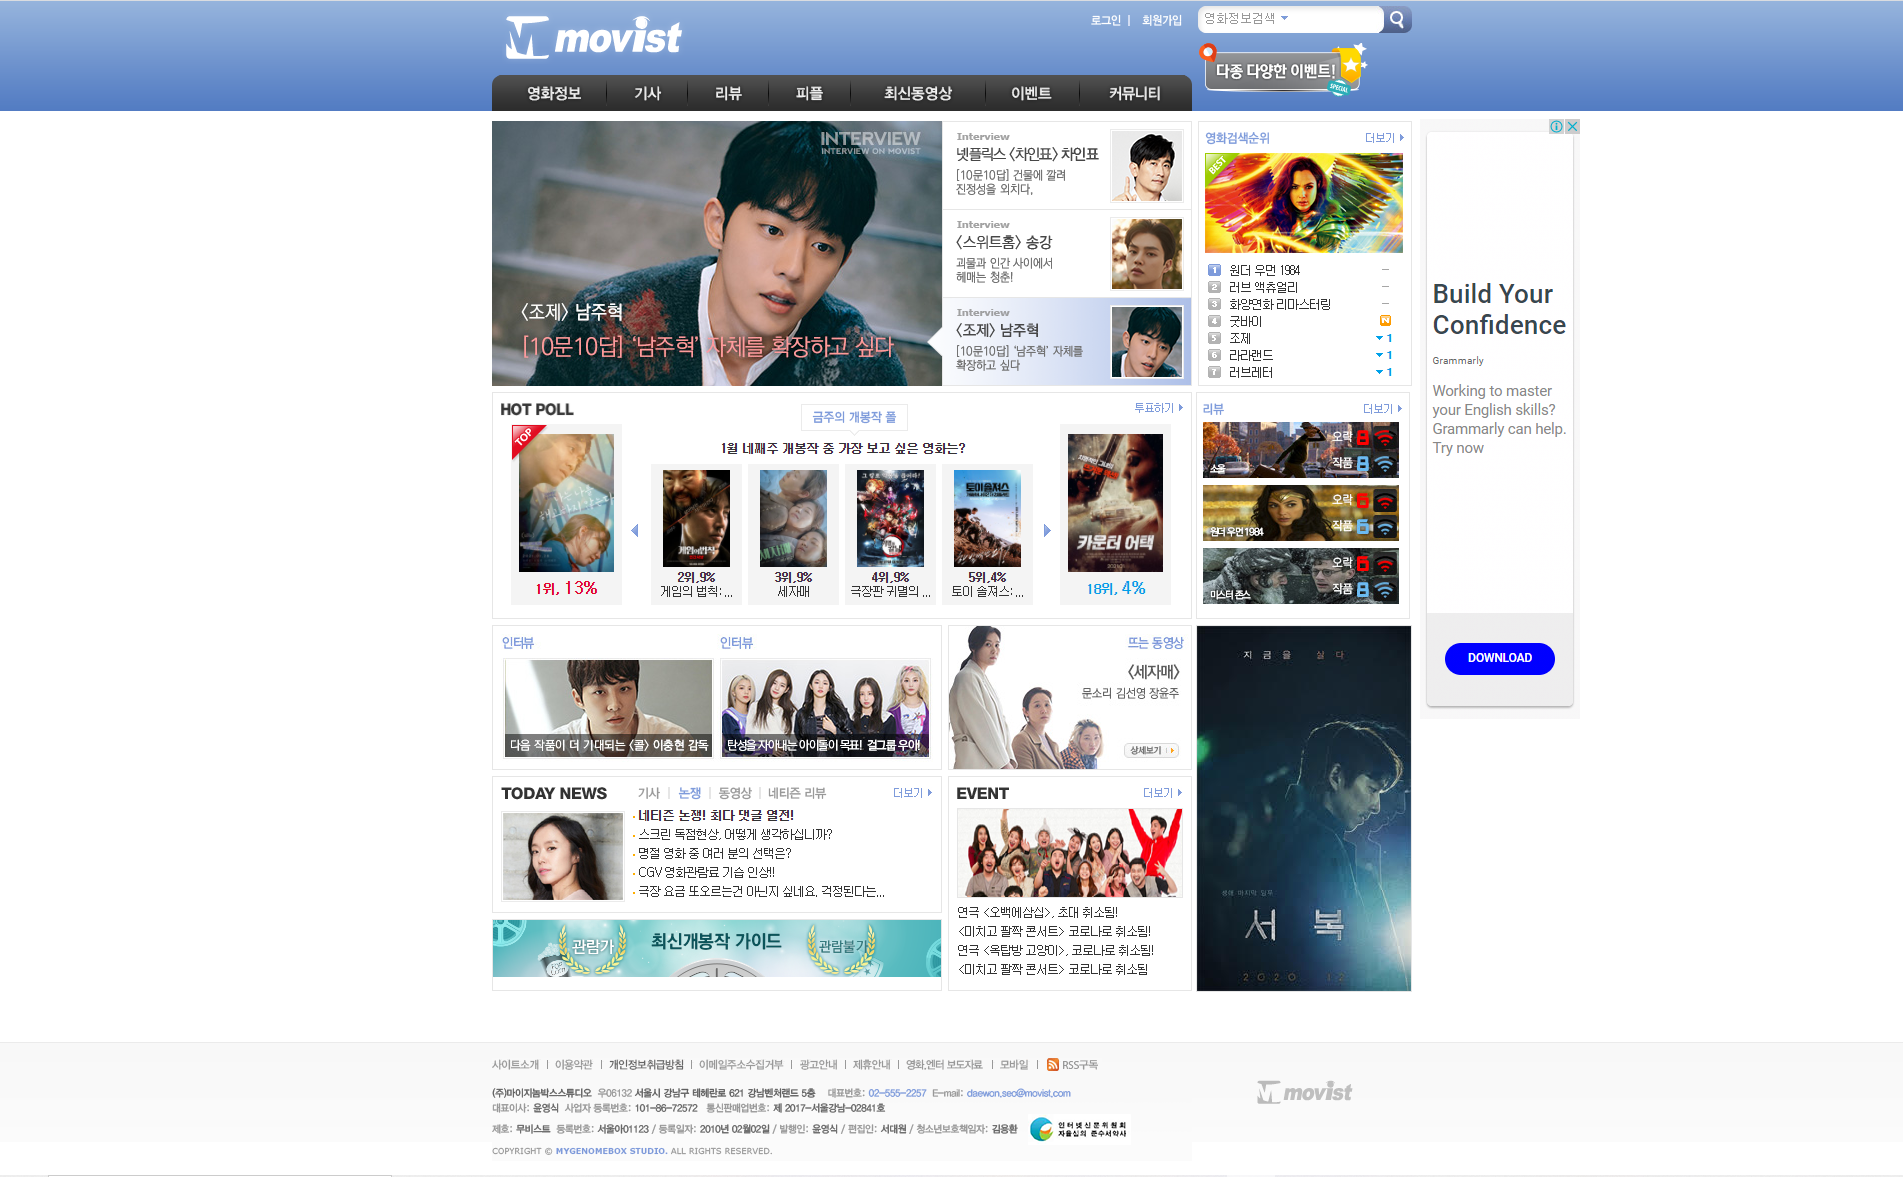 movist
로그인 | 회원가입
영화정보검색
다종 다양한 이벤트!
SPECIAL
영화정보 기사 리뷰 피플 최신동영상 이벤트 커뮤니티
INTERVIEW
INTERVIEW ON MOVIST
<조제> 남주혁
[10문10답] ‘남주혁’ 자체를 확장하고 싶다
Interview
넷플릭스 <차인표> 차인표
[10문10답] 건물에 깔려
진정성을 외치다.
Interview
<스위트홈> 송강
괴물과 인간 사이에서
헤매는 청춘!
Interview
<조제> 남주혁
[10문10답] ‘남주혁’ 자체를
확장하고 싶다
영화검색순위 더보기
BEST
1 원더 우먼 1984 –
2 러브 액츄얼리 –
3 화양연화 리마스터링 –
4 굿바이 N
5 조제 1
6 라라랜드 1
7 러브레터 1
Build Your
Confidence
Grammarly
Working to master
your English skills?
Grammarly can help.
Try now
DOWNLOAD
HOT POLL
금주의 개봉작 폴
투표하기
1월 네째주 개봉작 중 가장 보고 싶은 영화는?
TOP
1위, 13%
게임의 법칙
2위,9%
게임의 법칙: ...
세자매
3위,9%
세자매
4위,9%
극장판 귀멸의 ...
토이 솔져스
5위,4%
토이 솔져스: ...
카운터 어택
18위, 4%
리뷰 더보기
소울
오락 8
작품 8
원더 우먼 1984
오락 6
작품 6
미스터 존스
오락 6
작품 8
인터뷰
다음 작품이 더 기대되는 <콜> 이충현 감독
인터뷰
탄성을 자아내는 아이돌이 목표! 걸그룹 우아!
뜨는 동영상
<세자매>
문소리 김선영 장윤주
상세보기
지금을 살다
서복
2020 12
TODAY NEWS
기사 | 논쟁 | 동영상 | 네티즌 리뷰
더보기
네티즌 논쟁! 최다 댓글 열전!
스크린 독점현상, 어떻게 생각하십니까?
명절 영화 중 여러 분의 선택은?
CGV 영화관람료 기습 인상!!
극장 요금 또오르는건 아닌지 싶네요, 걱정된다는...
관람가
최신개봉작 가이드
관람불가
EVENT 더보기
연극 <오백에삼십>, 초대 취소됨!
<미치고 팔짝 콘서트> 코로나로 취소됨!
연극 <옥탑방 고양이>, 코로나로 취소됨!
<미치고 팔짝 콘서트> 코로나로 취소됨
사이트소개 | 이용약관 | 개인정보취급방침 | 이메일주소수집거부 | 광고안내 | 제휴안내 | 영화,엔터 보도자료 | 모바일 | RSS구독
(주)마이지놈박스스튜디오 우06132 서울시 강남구 테헤란로 621 강남벤처랜드 5층 대표번호: 02-555-2257 E-mail: daewon.seo@movist.com
대표이사: 윤영식 사업자 등록번호: 101-86-72572 통신판매업번호: 제 2017-서울강남-02841호
제호: 무비스트 등록번호: 서울아01123 / 등록일자: 2010년 02월02일 / 발행인: 윤영식 / 편집인: 서대원 / 청소년보호책임자: 김용환
인터넷신문위원회
자율심의 준수서약사
COPYRIGHT © MYGENOMEBOX STUDIO. ALL RIGHTS RESERVED.
movist